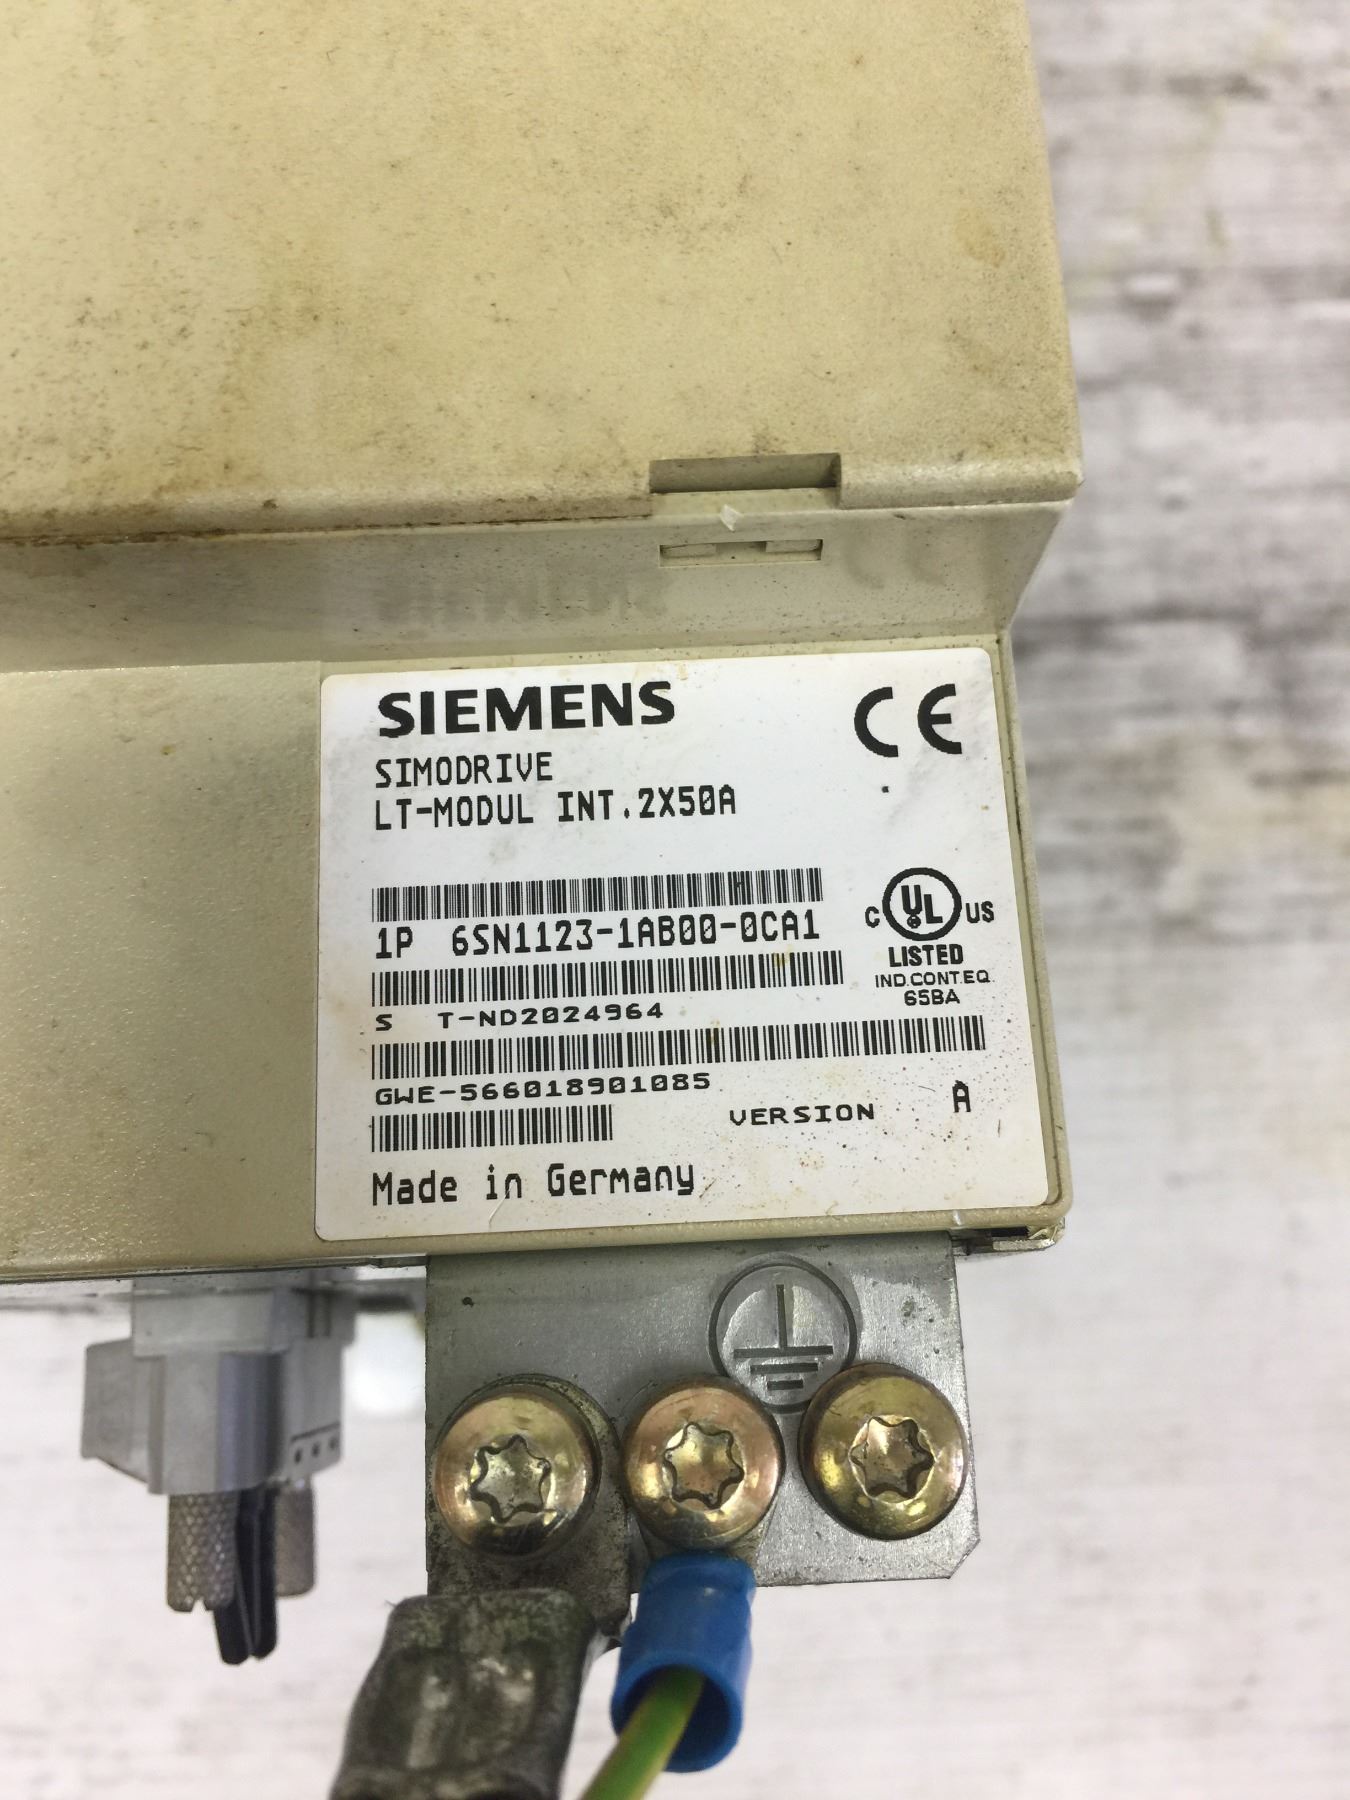 SIEMENS
CE
SIMODRIVE
LT-MODUL INT.2X50A
1P 6SN1123-1AB00-0CA1
C UL US
LISTED
IND.CONT.EQ.
65BA
S T-ND2024964
GWE-566018901085
VERSION A
Made in Germany